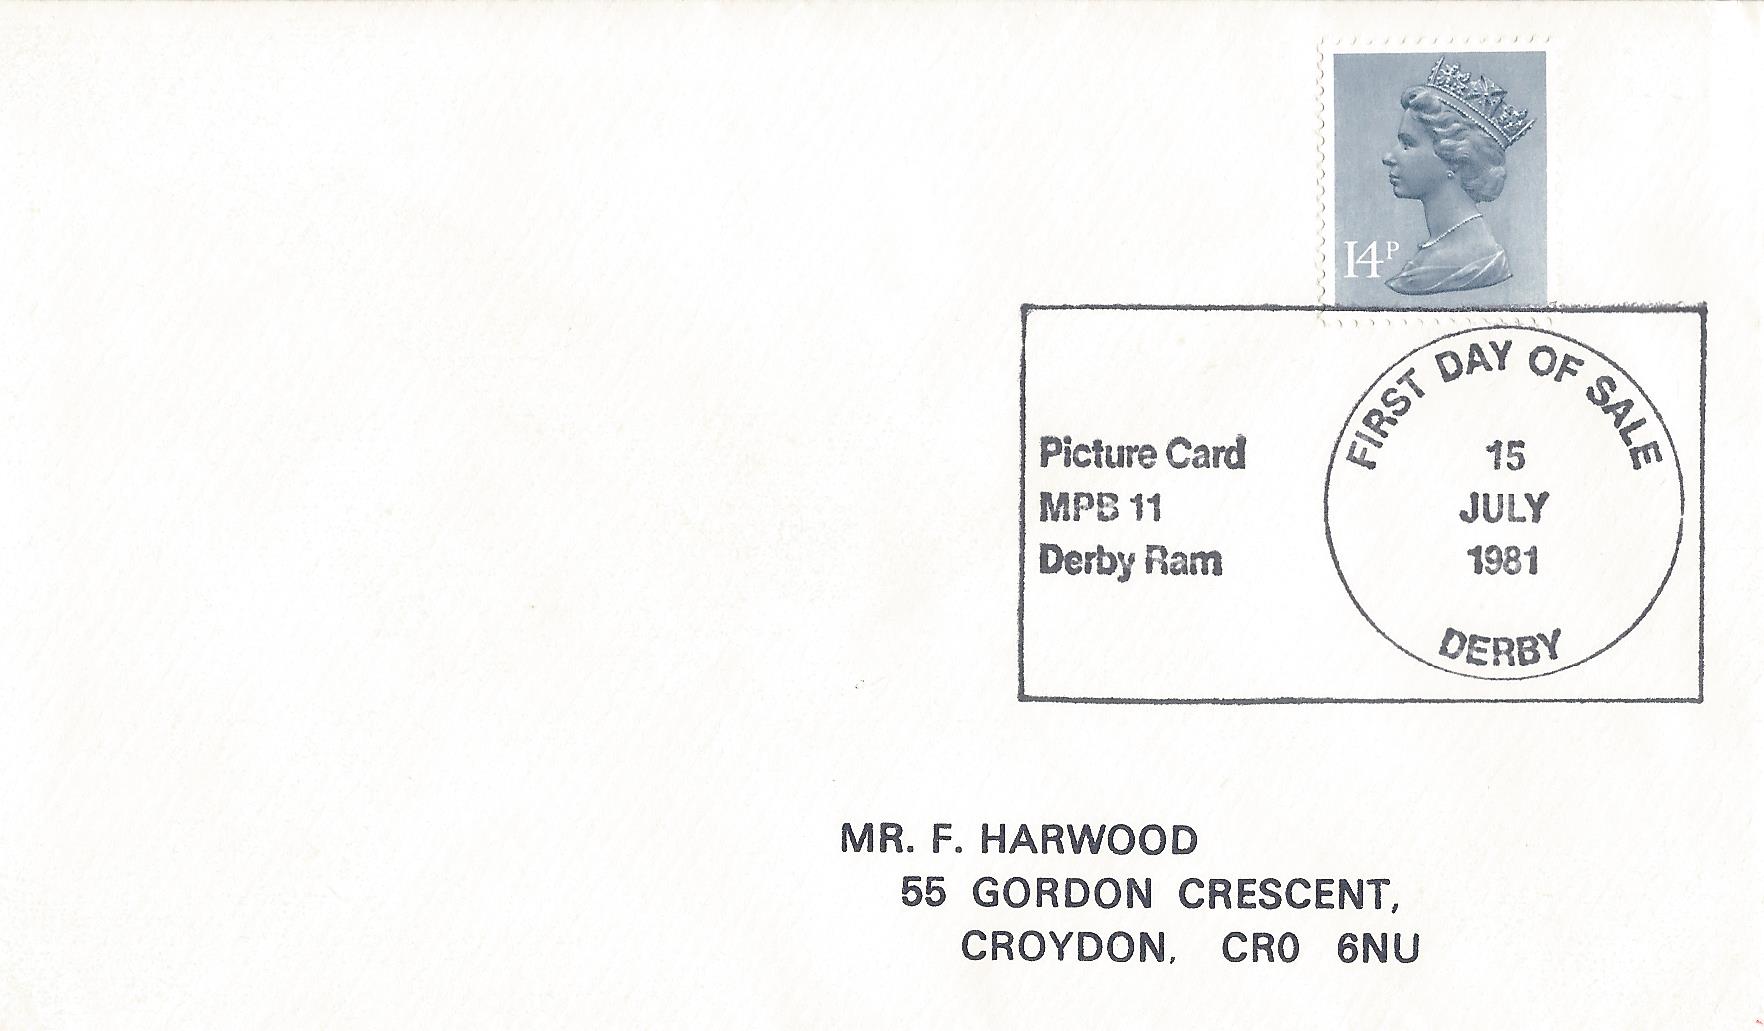 14P
FIRST DAY OF SALE
Picture Card
MPB 11
Derby Ram
15
JULY
1981
DERBY
MR. F. HARWOOD
55 GORDON CRESCENT,
CROYDON, CR0 6NU